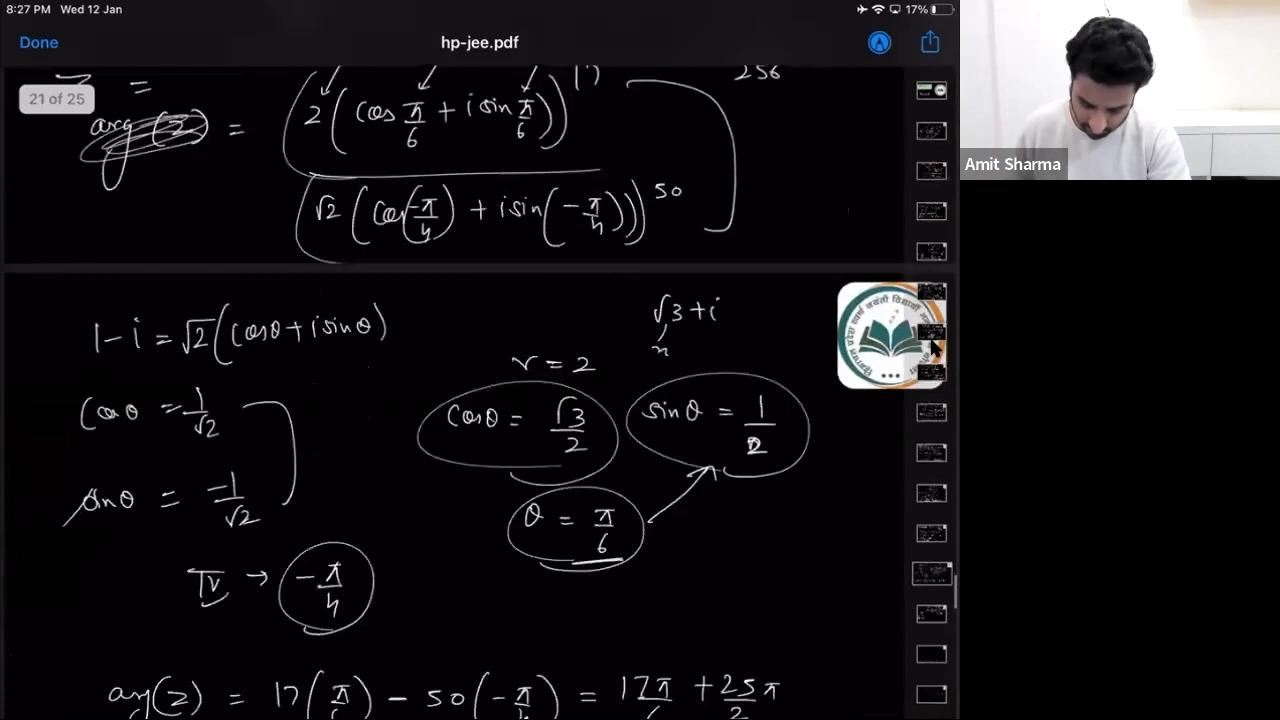 8:27 PM Wed 12 Jan
17%
Done
hp-jee.pdf
21 of 25
z =
17
256
arg(z) = 2(cos π/6 + i sin π/6)
√2(cos(-π/4) + i sin(-π/4))
50
Amit Sharma
1-i = √2(cosθ + i sinθ)
√3+i
r = 2
cosθ = 1/√2
cosθ = √3/2
sinθ = 1/2
sinθ = -1/√2
θ = π/6
IV → -π/4
arg(z) = 17(π/6) - 50(-π/4) = 17π/6 + 25π/2